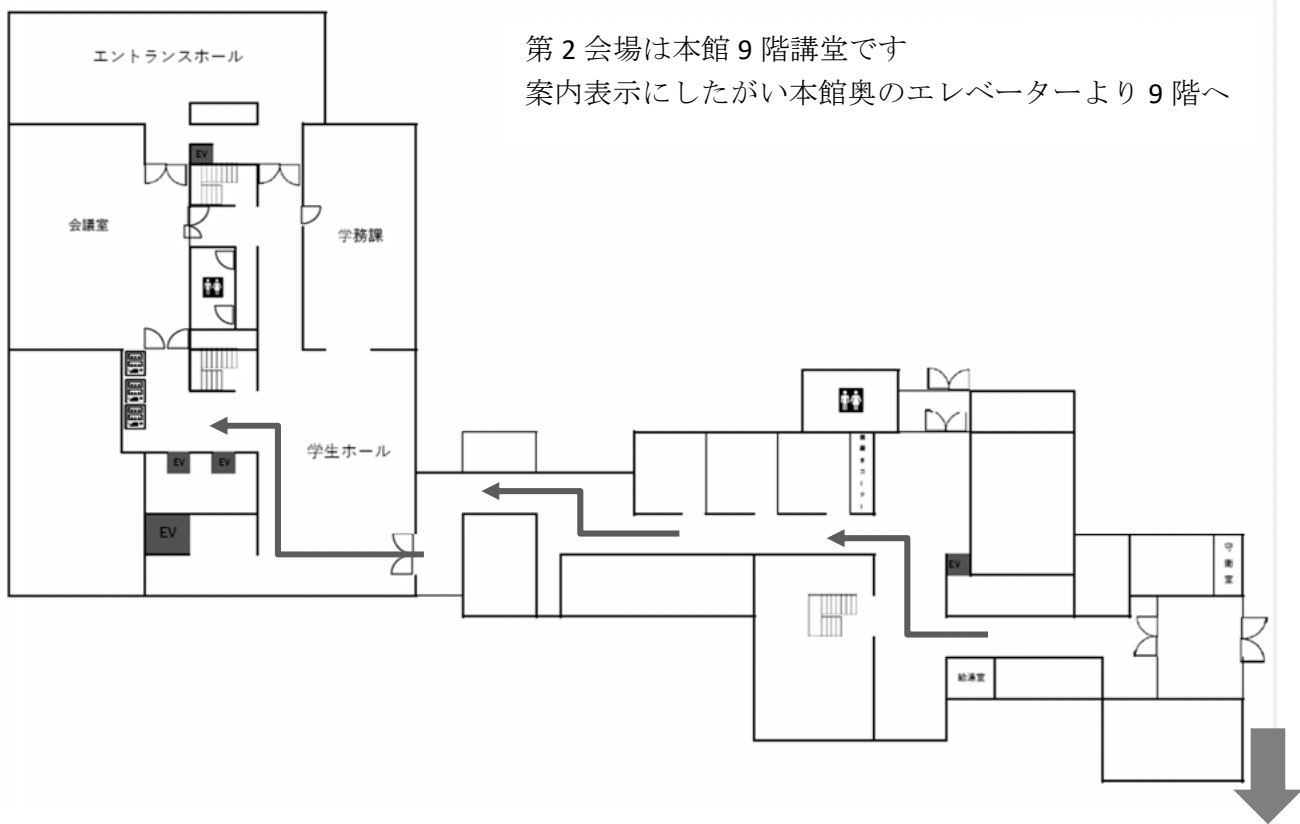 第 2 会場は本館 9 階講堂です
案内表示にしたがい本館奥のエレベーターより 9 階へ
エントランスホール
EV
会議室
学務課
学生ホール
EV
EV
EV
EV
守衛室
給湯室